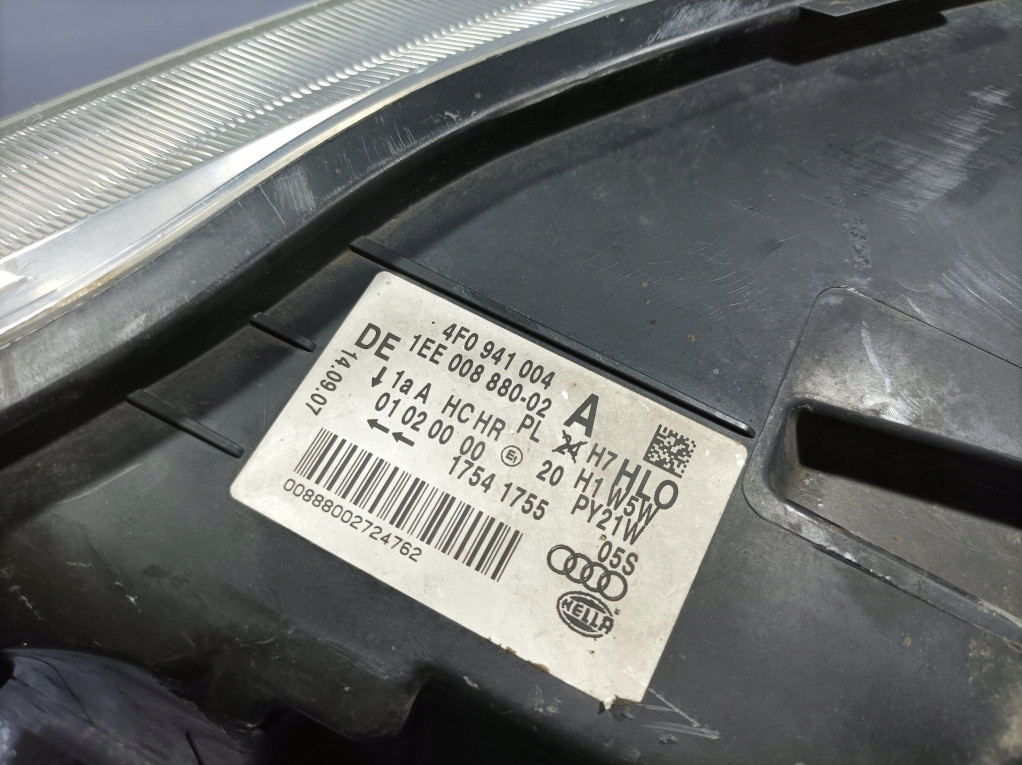 4F0 941 004 A
DE 1EE 008 880-02 HLO
14.09.07
1a A HC HR PL H7
01 02 00 00 E1 20 H1 W5W
1754 1755 PY21W
05S
00888002724762
HELLA